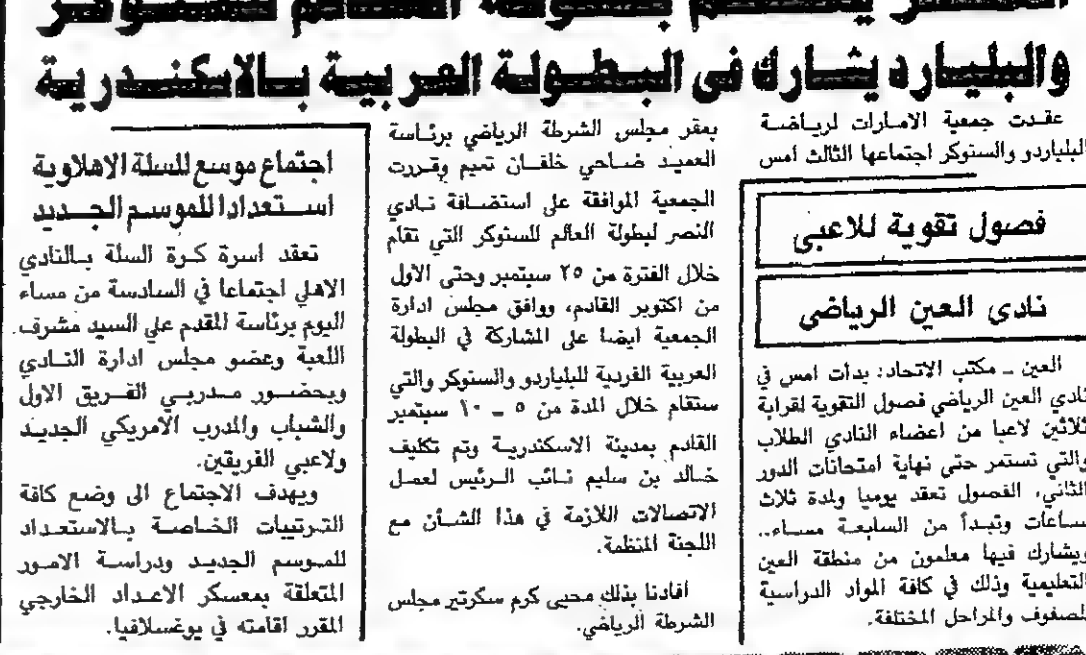 والبليارد يشارك في البطولة العربية بالاسكندرية
عقدت جمعية الامارات لرياضة
البلياردو والسنوكر اجتماعها الثالث امس
بمقر مجلس الشرطة الرياضي برئاسة
العميد ضاحي خلفان تميم وقررت
الجمعية الموافقة على استضافة نادي
النصر لبطولة العالم للسنوكر التي تقام
خلال الفترة من ٢٥ سبتمبر وحتى الاول
من اكتوبر القادم، ووافق مجلس ادارة
الجمعية ايضا على المشاركة في البطولة
العربية الفردية للبلياردو والسنوكر والتي
ستقام خلال المدة من ٥ - ١٠ سبتمبر
القادم بمدينة الاسكندرية وتم تكليف
خالد بن سليم نائب الرئيس لعمل
الاتصالات اللازمة في هذا الشأن مع
اللجنة المنظمة.
افادنا بذلك محيى كرم سكرتير مجلس
الشرطة الرياضي.
فصول تقوية للاعبى
نادى العين الرياضى
العين - مكتب الاتحاد: بدات امس في
نادي العين الرياضي فصول التقوية لقرابة
ثلاثين لاعبا من اعضاء النادي الطلاب
والتي تستمر حتى نهاية امتحانات الدور
الثاني. الفصول تعقد يوميا ولمدة ثلاث
ساعات وتبدأ من السابعة مساء..
ويشارك فيها معلمون من منطقة العين
التعليمية وذلك في كافة المواد الدراسية
للصفوف والمراحل المختلفة.
اجتماع موسع للسلة الاهلاوية
استعدادا للموسم الجديد
تعقد اسرة كرة السلة بالنادي
الاهلي اجتماعا في السادسة من مساء
اليوم برئاسة المقدم علي السيد مشرف
اللعبة وعضو مجلس ادارة النادي
وبحضور مدربي الفريق الاول
والشباب والمدرب الامريكي الجديد
ولاعبي الفريقين.
ويهدف الاجتماع الى وضع كافة
الترتيبات الخاصة بالاستعداد
للموسم الجديد ودراسة الامور
المتعلقة بمعسكر الاعداد الخارجي
المقرر اقامته في يوغسلافيا.